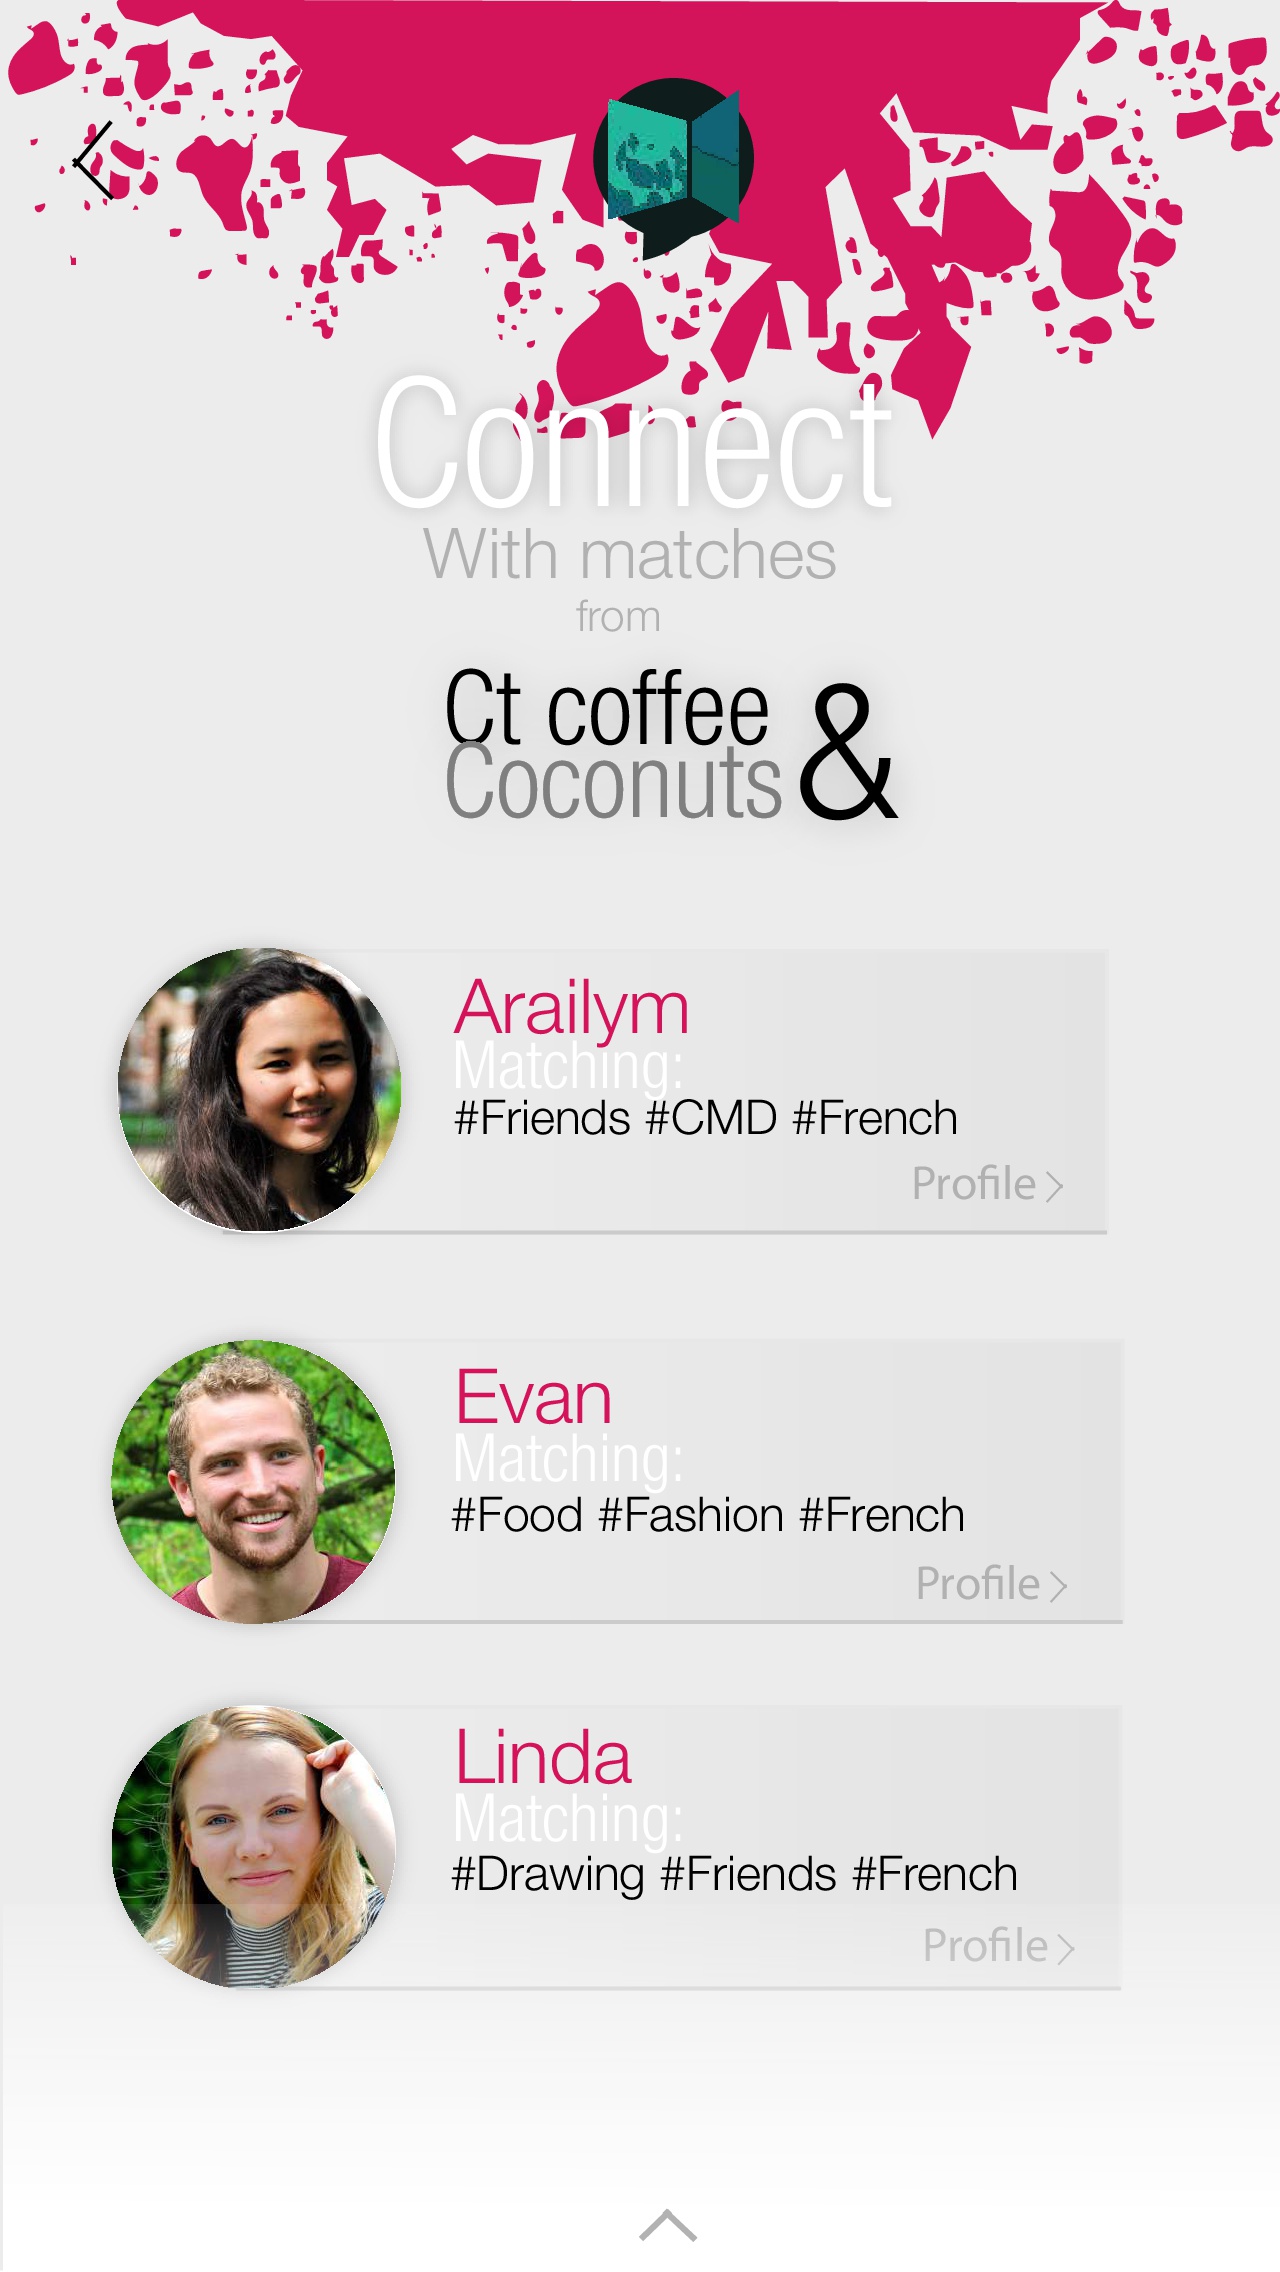 Connect
With matches
from
Ct coffee &
Coconuts
Arailym
Matching:
#Friends #CMD #French
Profile
Evan
Matching:
#Food #Fashion #French
Profile
Linda
Matching:
#Drawing #Friends #French
Profile